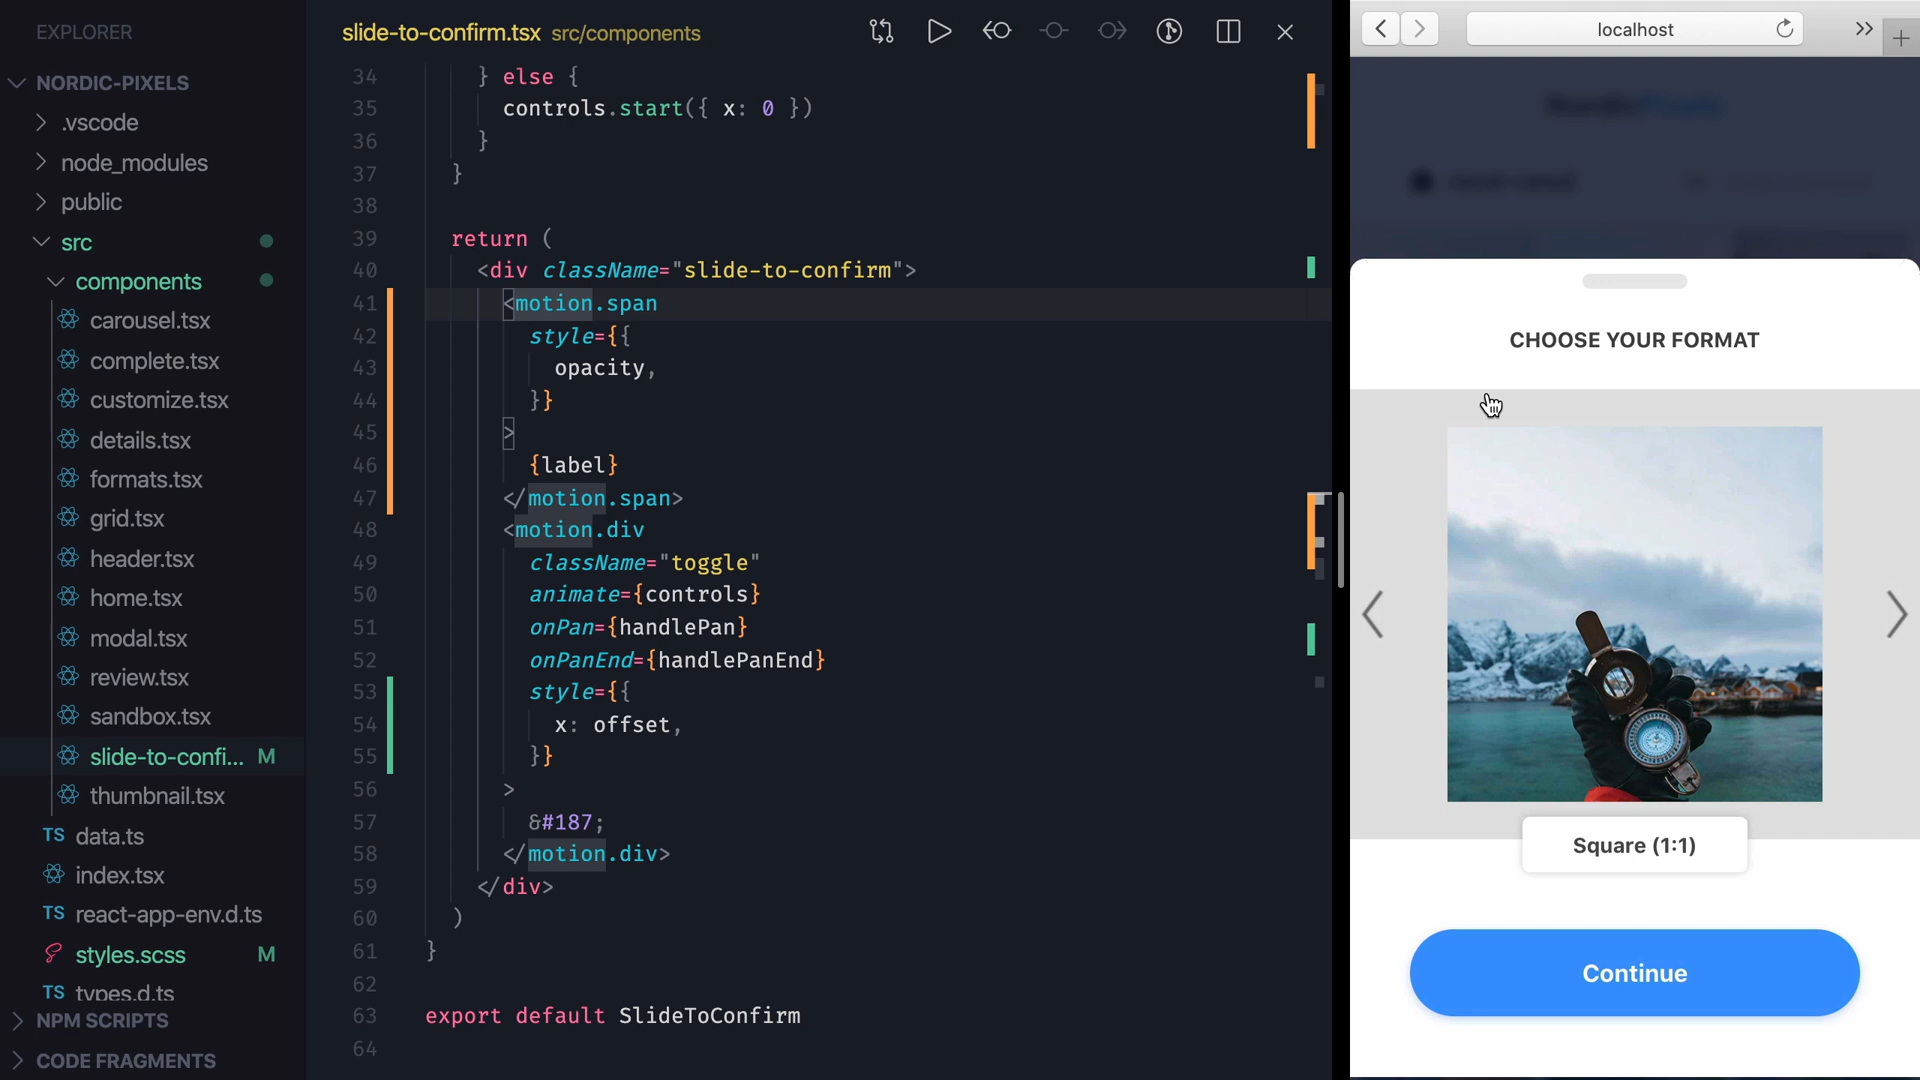 EXPLORER
NORDIC-PIXELS
.vscode
node_modules
public
src
components
carousel.tsx
complete.tsx
customize.tsx
details.tsx
formats.tsx
grid.tsx
header.tsx
home.tsx
modal.tsx
review.tsx
sandbox.tsx
slide-to-confi... M
thumbnail.tsx
TS data.ts
index.tsx
TS react-app-env.d.ts
styles.scss M
TS types.d.ts
NPM SCRIPTS
CODE FRAGMENTS
slide-to-confirm.tsx src/components
34 } else {
35 controls.start({ x: 0 })
36 }
37 }
38
39 return (
40 <div className="slide-to-confirm">
41 <motion.span
42 style={{
43 opacity,
44 }}
45 >
46 {label}
47 </motion.span>
48 <motion.div
49 className="toggle"
50 animate={controls}
51 onPan={handlePan}
52 onPanEnd={handlePanEnd}
53 style={{
54 x: offset,
55 }}
56 >
57 &#187;
58 </motion.div>
59 </div>
60 )
61 }
62
63 export default SlideToConfirm
64
localhost
NordicPixels
CHOOSE YOUR FORMAT
Square (1:1)
Continue